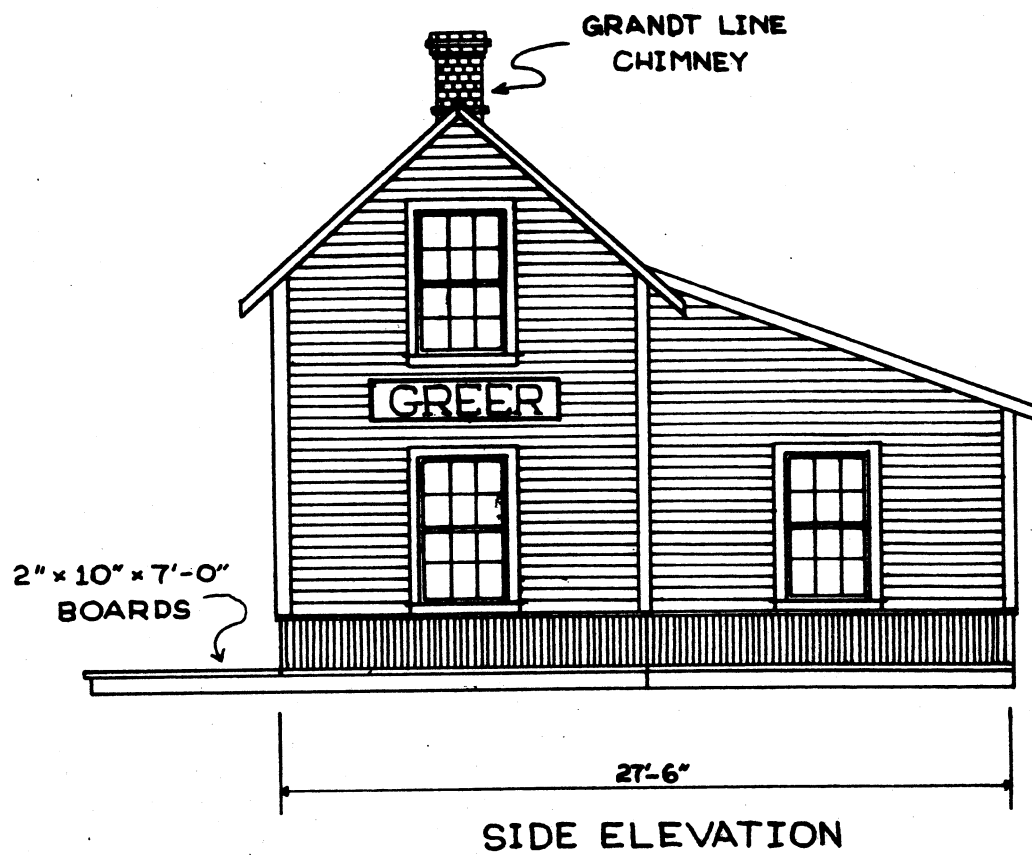 GRANDT LINE
CHIMNEY
GREER
2" x 10" x 7'-0"
BOARDS
27'-6"
SIDE ELEVATION